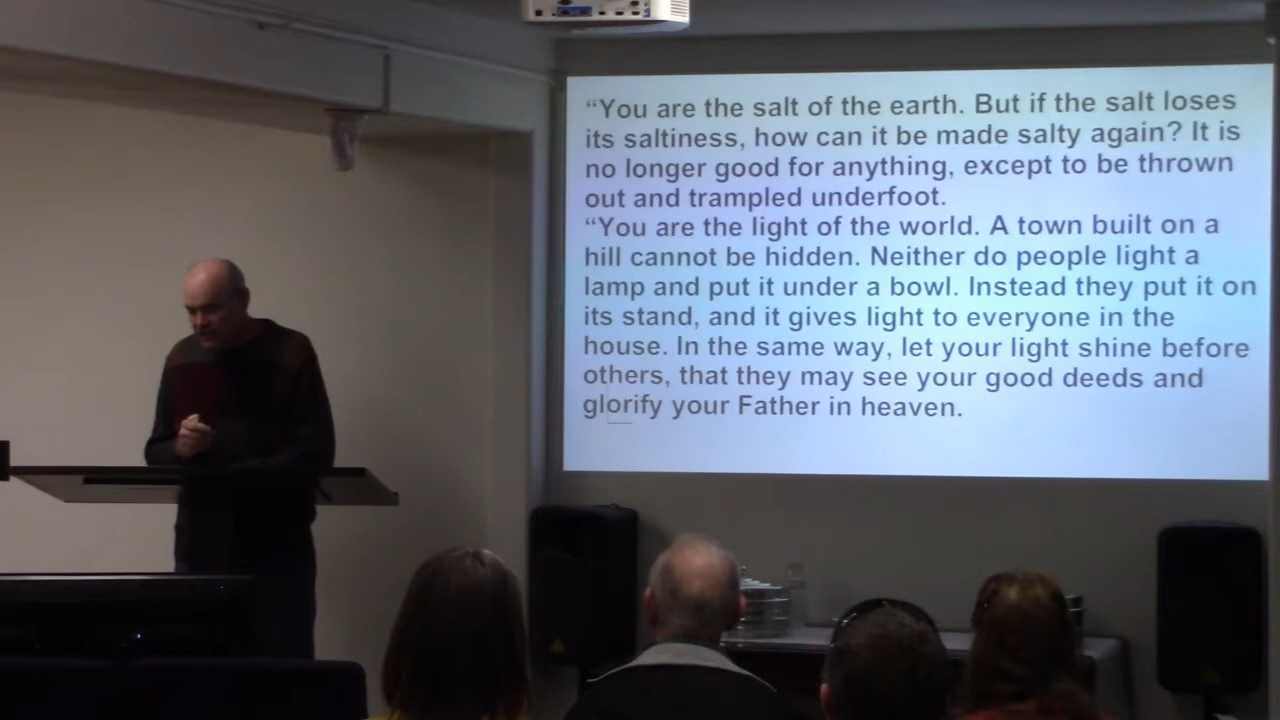 “You are the salt of the earth. But if the salt loses
its saltiness, how can it be made salty again? It is
no longer good for anything, except to be thrown
out and trampled underfoot.
“You are the light of the world. A town built on a
hill cannot be hidden. Neither do people light a
lamp and put it under a bowl. Instead they put it on
its stand, and it gives light to everyone in the
house. In the same way, let your light shine before
others, that they may see your good deeds and
glorify your Father in heaven.